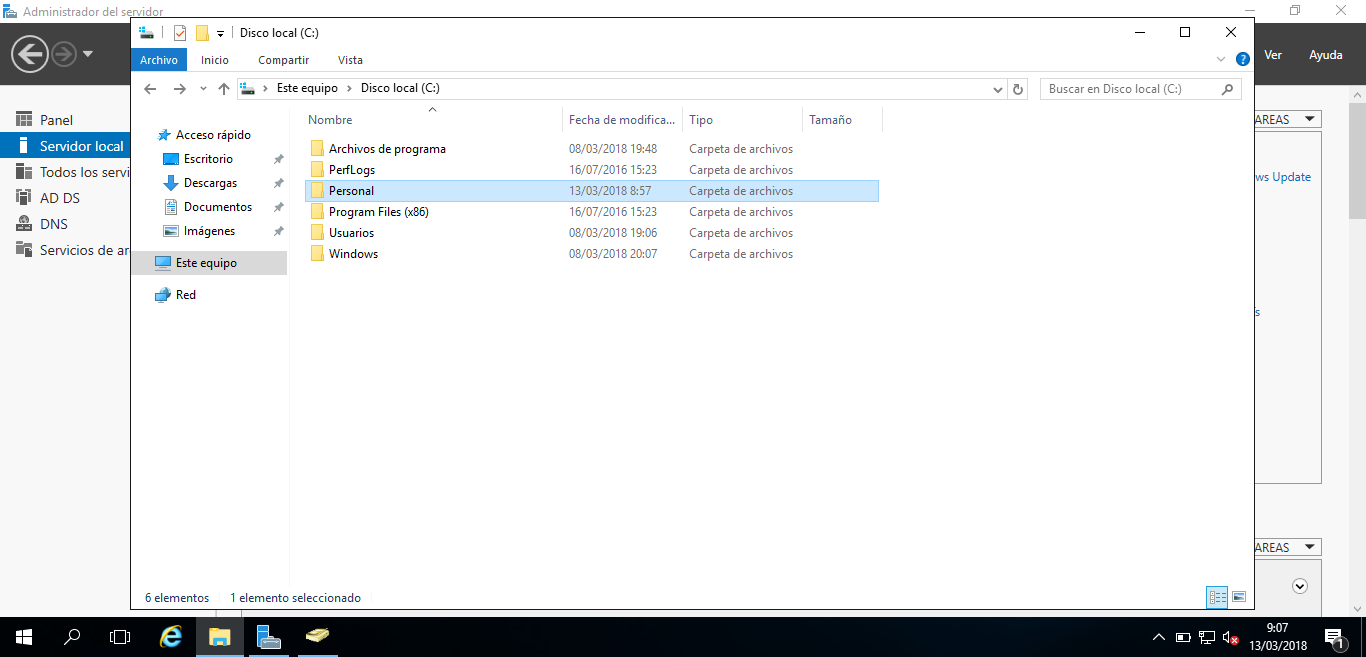 Administrador del servidor
Disco local (C:)
Archivo Inicio Compartir Vista
Ver Ayuda
Este equipo Disco local (C:)
Buscar en Disco local (C:)
Panel
Servidor local
Todos los servi
AD DS
DNS
Servicios de ar
Acceso rápido
Escritorio
Descargas
Documentos
Imágenes
Este equipo
Red
Nombre Fecha de modifica... Tipo Tamaño
Archivos de programa 08/03/2018 19:48 Carpeta de archivos
PerfLogs 16/07/2016 15:23 Carpeta de archivos
Personal 13/03/2018 8:57 Carpeta de archivos
Program Files (x86) 16/07/2016 15:23 Carpeta de archivos
Usuarios 08/03/2018 19:06 Carpeta de archivos
Windows 08/03/2018 20:07 Carpeta de archivos
AREAS
ws Update
s
AREAS
6 elementos 1 elemento seleccionado
9:07
13/03/2018
1